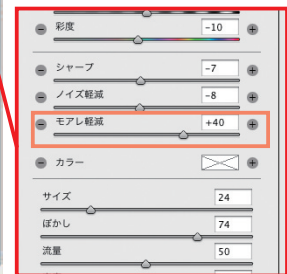 彩度 -10
シャープ -7
ノイズ軽減 -8
モアレ軽減 +40
カラー
サイズ 24
ぼかし 74
流量 50